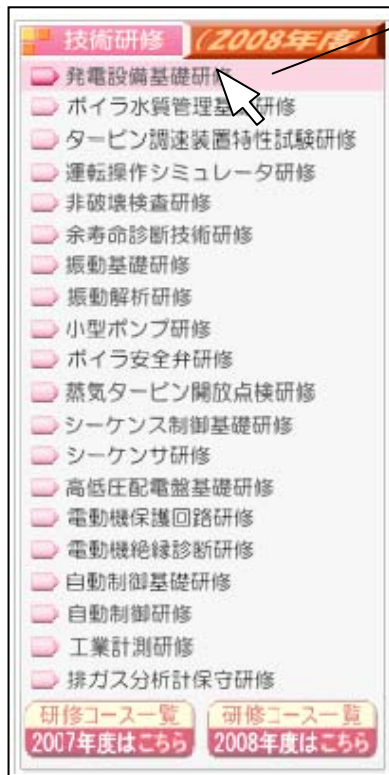 技術研修 (2008年度)
発電設備基礎研修
ボイラ水質管理基礎研修
タービン調速装置特性試験研修
運転操作シミュレータ研修
非破壊検査研修
余寿命診断技術研修
振動基礎研修
振動解析研修
小型ポンプ研修
ボイラ安全弁研修
蒸気タービン開放点検研修
シーケンス制御基礎研修
シーケンサ研修
高低圧配電盤基礎研修
電動機保護回路研修
電動機絶縁診断研修
自動制御基礎研修
自動制御研修
工業計測研修
排ガス分析計保守研修
研修コース一覧 研修コース一覧
2007年度はこちら 2008年度はこちら